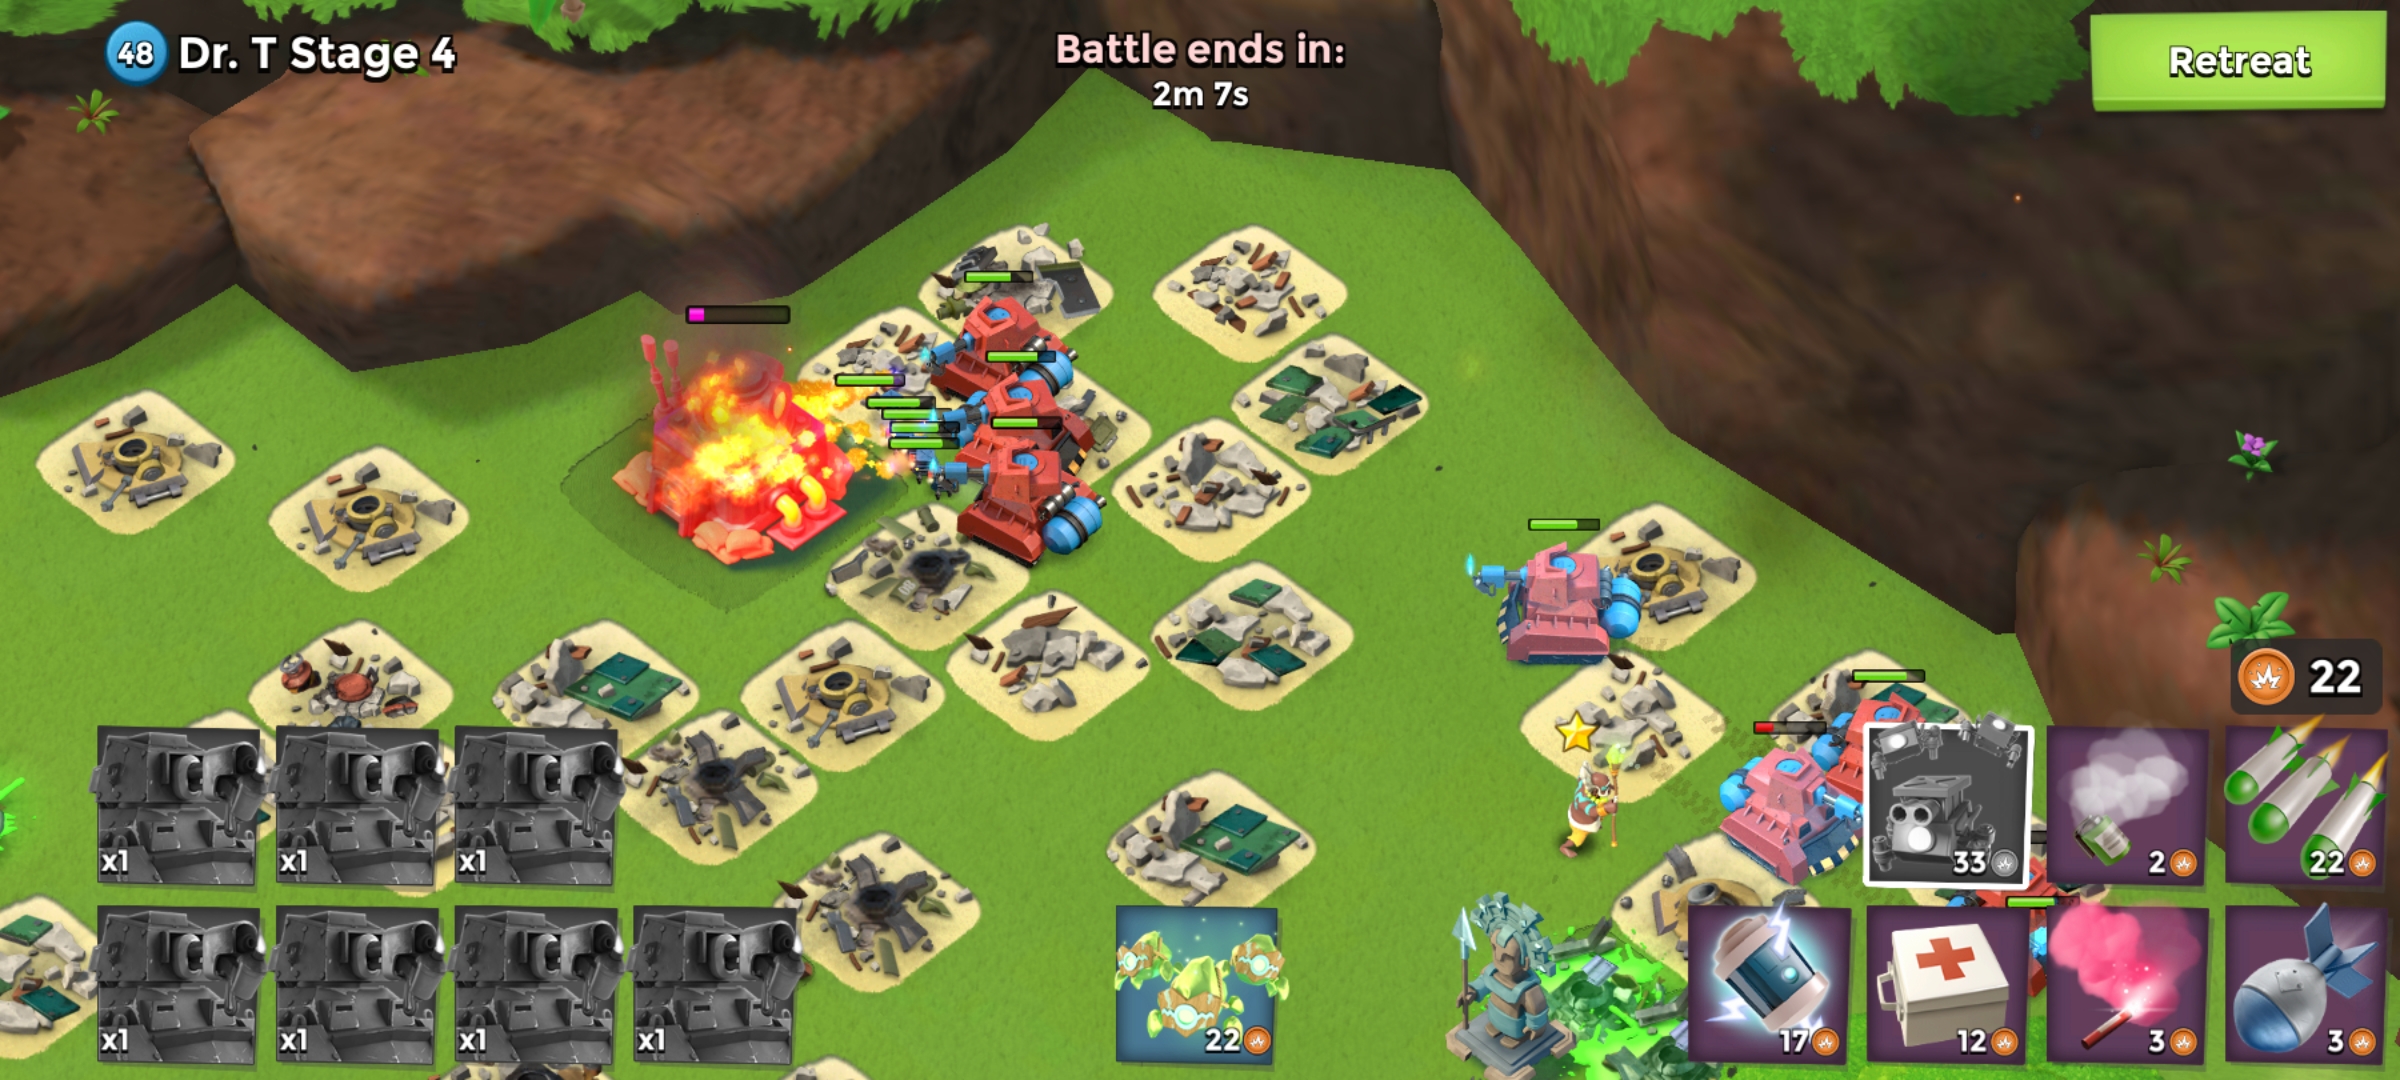 48 Dr. T Stage 4
Battle ends in:
2m 7s
Retreat
22
x1
x1
x1
33
2
22
x1
x1
x1
x1
22
17
12
3
3